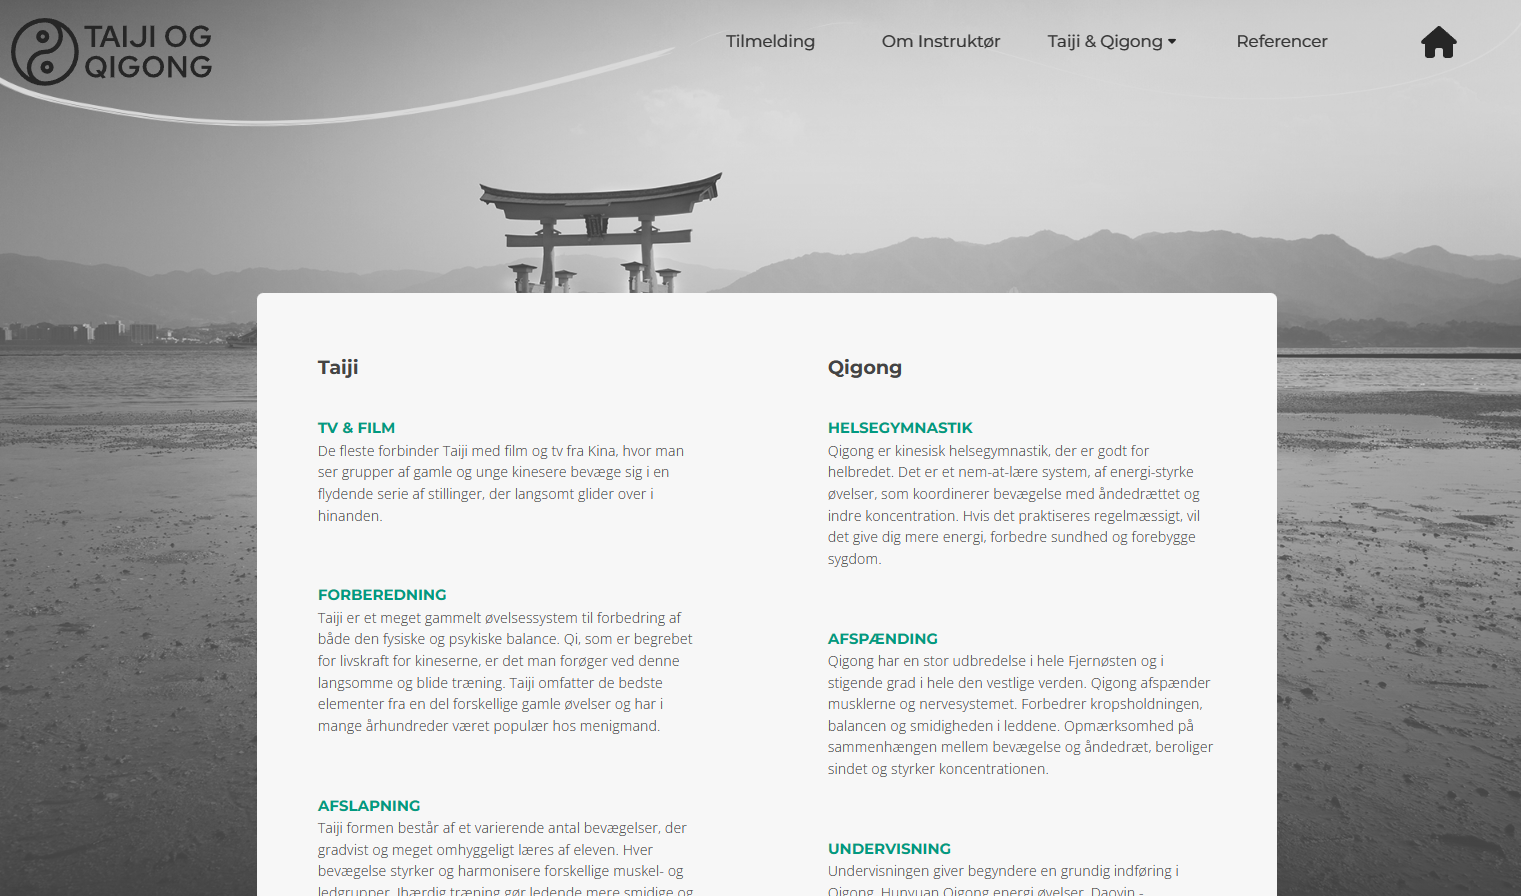 TAIJI OG
QIGONG
Tilmelding
Om Instruktør
Taiji & Qigong
Referencer
Taiji
TV & FILM
De fleste forbinder Taiji med film og tv fra Kina, hvor man
ser grupper af gamle og unge kinesere bevæge sig i en
flydende serie af stillinger, der langsomt glider over i
hinanden.
FORBEREDNING
Taiji er et meget gammelt øvelsessystem til forbedring af
både den fysiske og psykiske balance. Qi, som er begrebet
for livskraft for kineserne, er det man forøger ved denne
langsomme og blide træning. Taiji omfatter de bedste
elementer fra en del forskellige gamle øvelser og har i
mange århundreder været populær hos menigmand.
AFSLAPNING
Taiji formen består af et varierende antal bevægelser, der
gradvist og meget omhyggeligt læres af eleven. Hver
bevægelse styrker og harmonisere forskellige muskel- og
ledgrupper. Ihærdig træning gør ledende mere smidige og
Qigong
HELSEGYMNASTIK
Qigong er kinesisk helsegymnastik, der er godt for
helbredet. Det er et nem-at-lære system, af energi-styrke
øvelser, som koordinerer bevægelse med åndedrættet og
indre koncentration. Hvis det praktiseres regelmæssigt, vil
det give dig mere energi, forbedre sundhed og forebygge
sygdom.
AFSPÆNDING
Qigong har en stor udbredelse i hele Fjernøsten og i
stigende grad i hele den vestlige verden. Qigong afspænder
musklerne og nervesystemet. Forbedrer kropsholdningen,
balancen og smidigheden i leddene. Opmærksomhed på
sammenhængen mellem bevægelse og åndedræt, beroliger
sindet og styrker koncentrationen.
UNDERVISNING
Undervisningen giver begyndere en grundig indføring i
Qigong, Hunyuan Qigong energi øvelser, Daoyin -